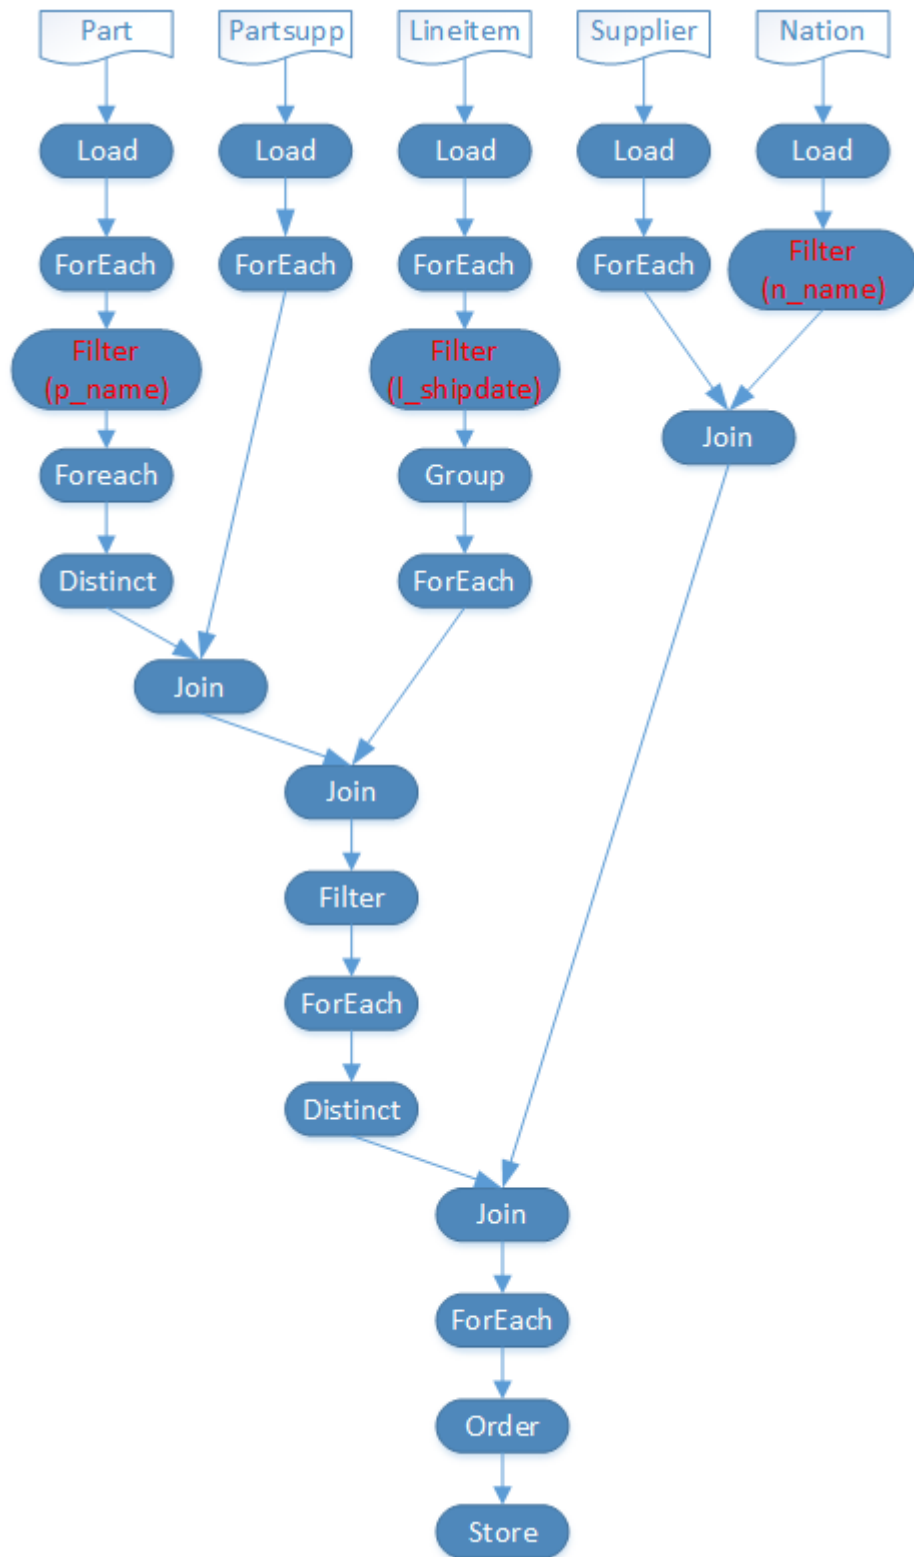 Part
Partsupp
Lineitem
Supplier
Nation
Load
Load
Load
Load
Load
ForEach
ForEach
ForEach
ForEach
Filter
(n_name)
Filter
(p_name)
Filter
(l_shipdate)
Join
Foreach
Group
Distinct
ForEach
Join
Join
Filter
ForEach
Distinct
Join
ForEach
Order
Store